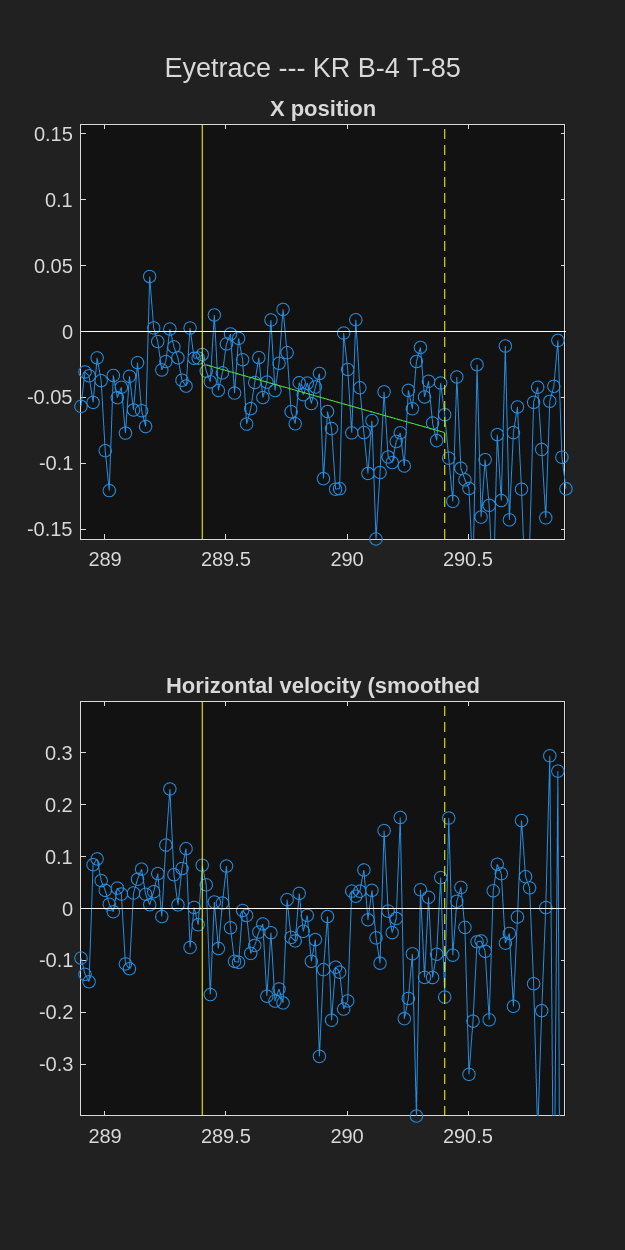 Eyetrace --- KR B-4 T-85
X position
0.15
0.1
0.05
0
-0.05
-0.1
-0.15
289 289.5 290 290.5
Horizontal velocity (smoothed
0.3
0.2
0.1
0
-0.1
-0.2
-0.3
289 289.5 290 290.5